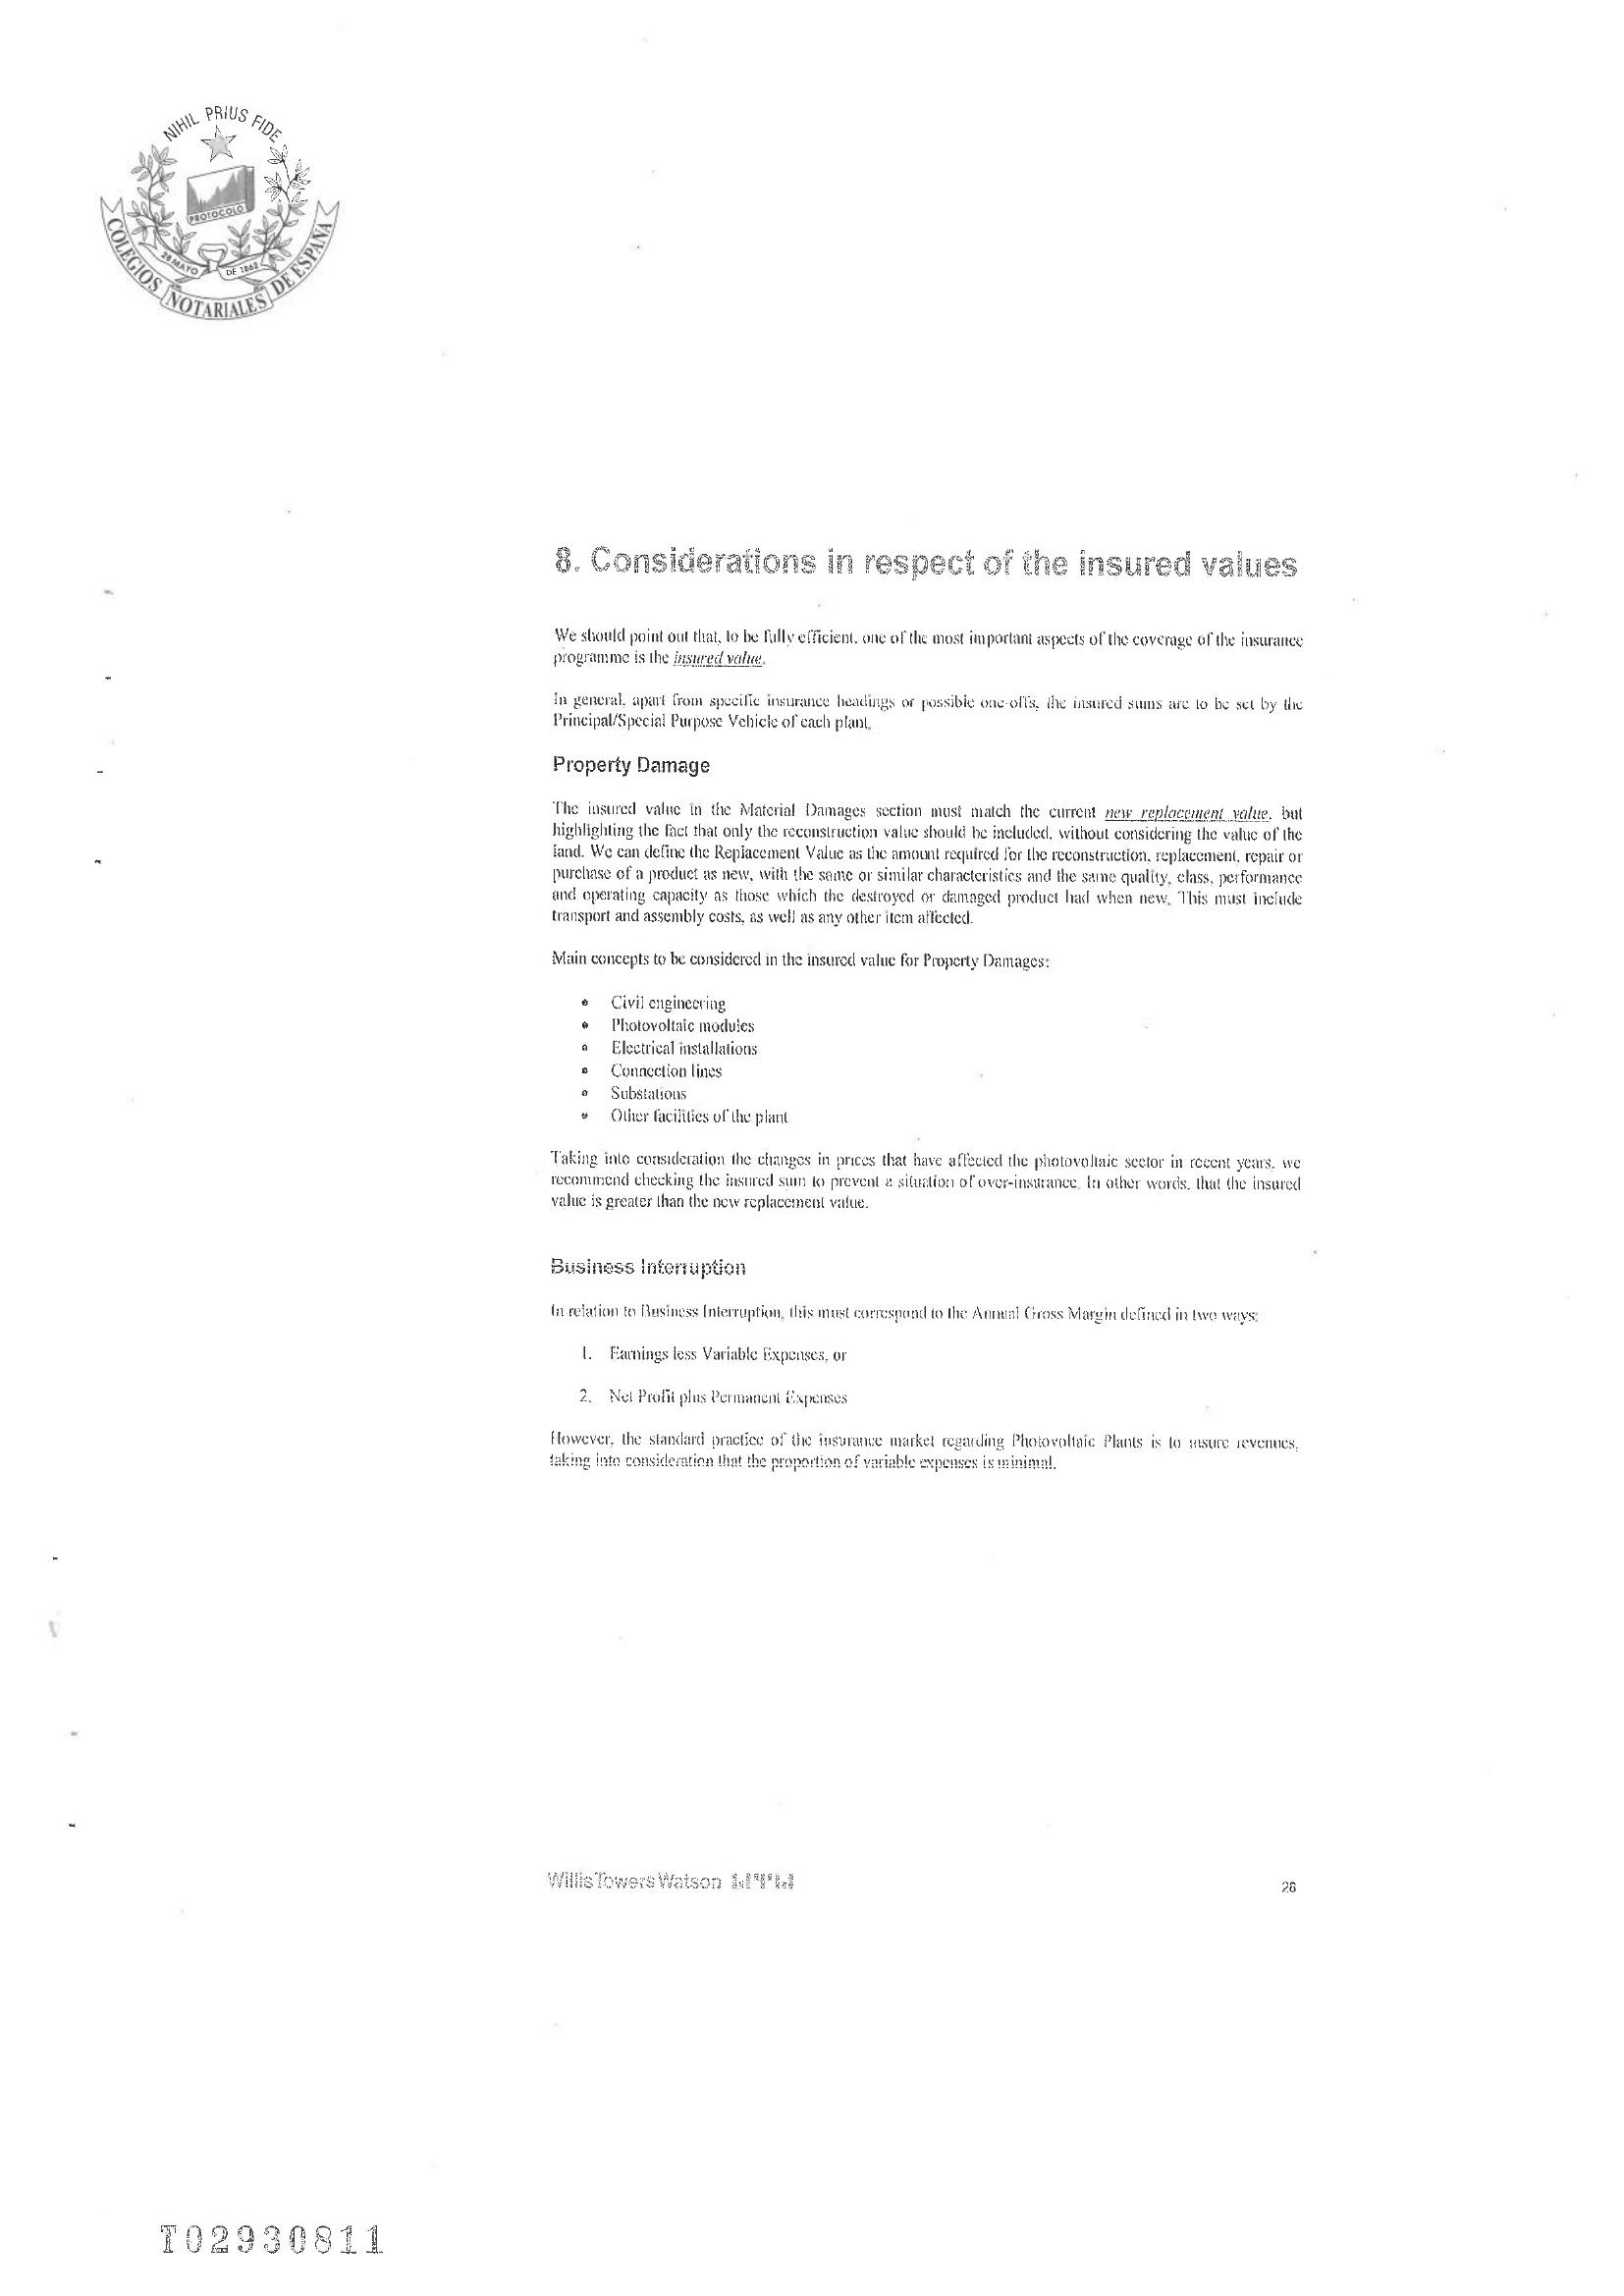 NIHIL PRIUS FIDE
PROTOCOLO
28 MAYO DE 1862
COLEGIOS NOTARIALES DE ESPAÑA
8. Considerations in respect of the insured values
We should point out that, to be fully efficient, one of the most important aspects of the coverage of the insurance
programme is the insured value.
In general, apart from specific insurance headings or possible one-offs, the insured sums are to be set by the
Principal/Special Purpose Vehicle of each plant.
Property Damage
The insured value in the Material Damages section must match the current new replacement value, but
highlighting the fact that only the reconstruction value should be included, without considering the value of the
land. We can define the Replacement Value as the amount required for the reconstruction, replacement, repair or
purchase of a product as new, with the same or similar characteristics and the same quality, class, performance
and operating capacity as those which the destroyed or damaged product had when new. This must include
transport and assembly costs, as well as any other item affected.
Main concepts to be considered in the insured value for Property Damages:
• Civil engineering
• Photovoltaic modules
• Electrical installations
• Connection lines
• Substations
• Other facilities of the plant
Taking into consideration the changes in prices that have affected the photovoltaic sector in recent years, we
recommend checking the insured sum to prevent a situation of over-insurance. In other words, that the insured
value is greater than the new replacement value.
Business Interruption
In relation to Business Interruption, this must correspond to the Annual Gross Margin defined in two ways:
1. Earnings less Variable Expenses, or
2. Net Profit plus Permanent Expenses
However, the standard practice of the insurance market regarding Photovoltaic Plants is to insure revenues,
taking into consideration that the proportion of variable expenses is minimal.
Willis Towers Watson
26
T02930811